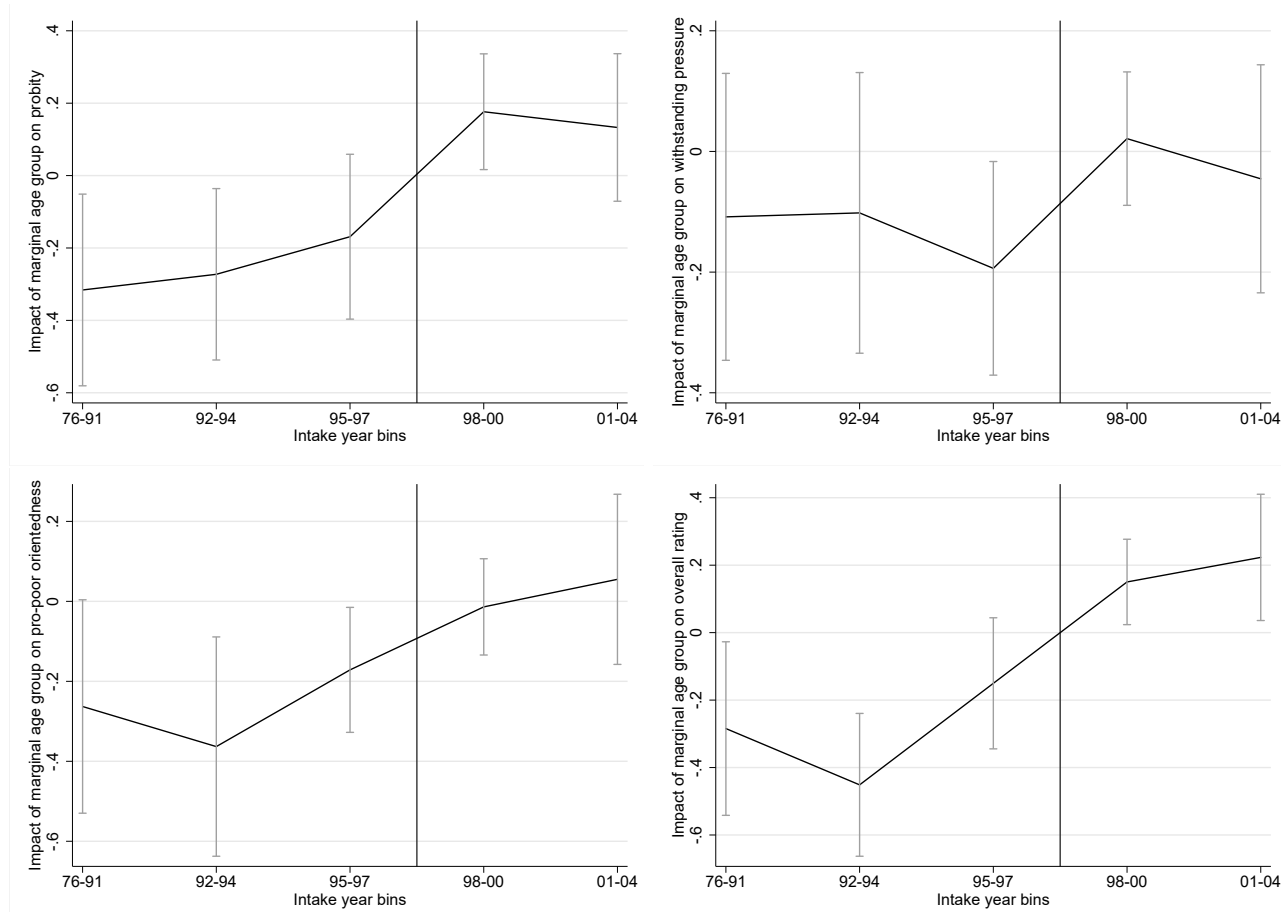 Impact of marginal age group on probity
.4
.2
0
-.2
-.4
-.6
76-91 92-94 95-97 98-00 01-04
Intake year bins
Impact of marginal age group on withstanding pressure
.2
0
-.2
-.4
76-91 92-94 95-97 98-00 01-04
Intake year bins
Impact of marginal age group on pro-poor orientedness
.2
0
-.2
-.4
-.6
76-91 92-94 95-97 98-00 01-04
Intake year bins
Impact of marginal age group on overall rating
.4
.2
0
-.2
-.4
-.6
76-91 92-94 95-97 98-00 01-04
Intake year bins